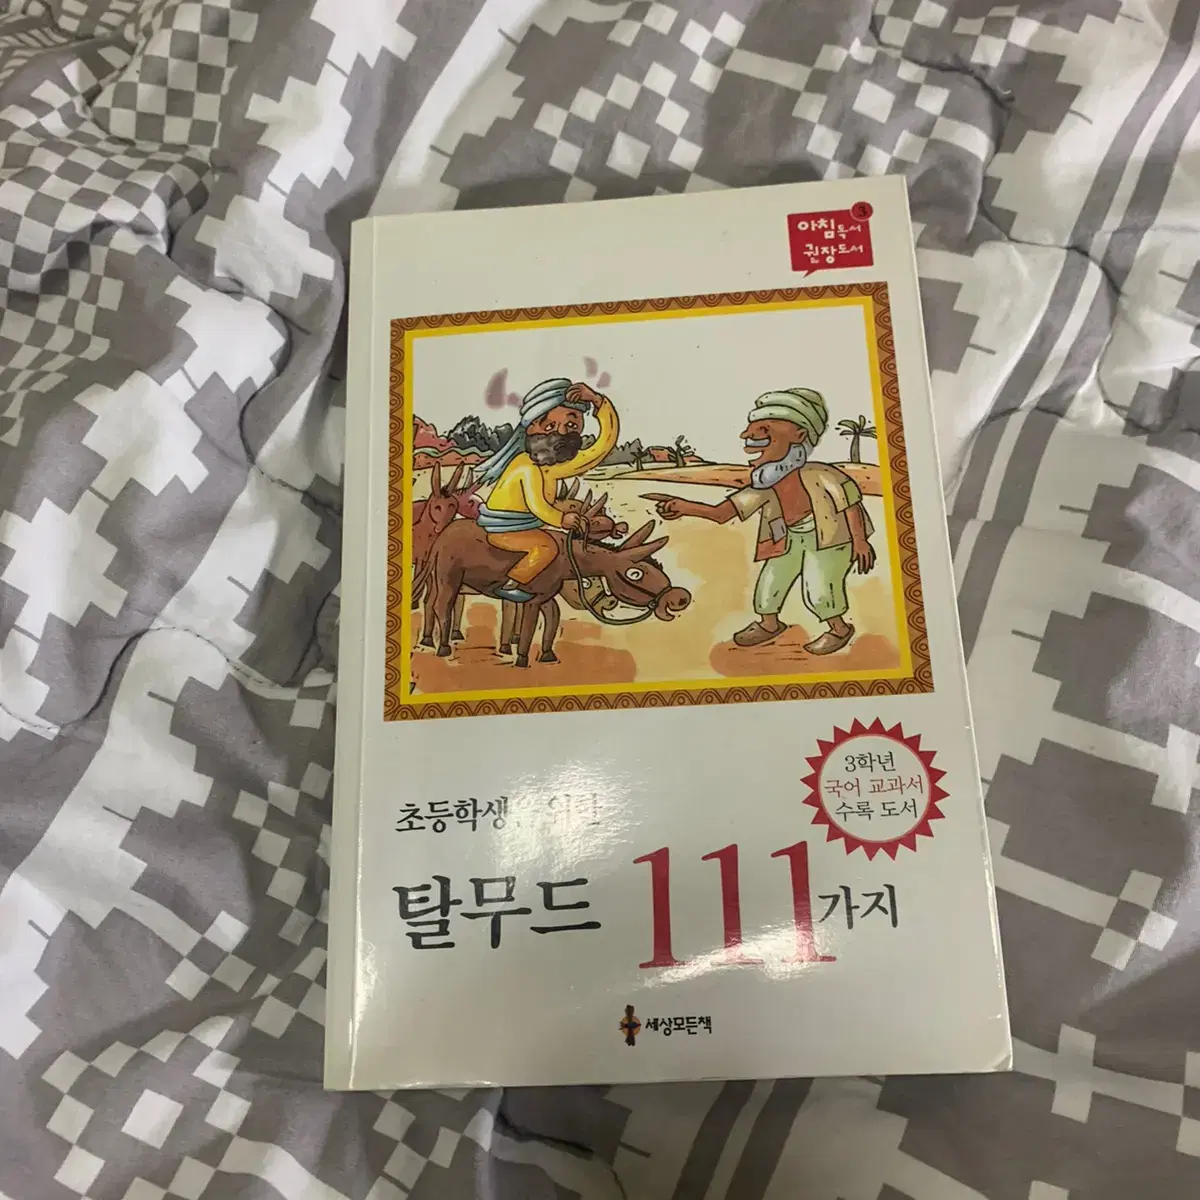 아침독서 3
권장도서
3학년
국어 교과서
수록 도서
초등학생을 위한
탈무드 111가지
세상모든책